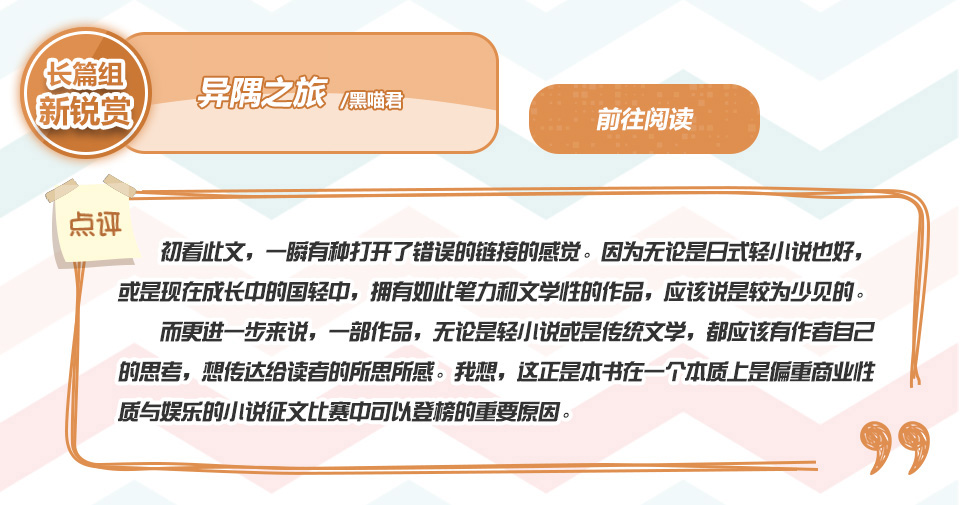 长篇组
新锐赏
异隅之旅 /黑喵君
前往阅读
点评
初看此文，一瞬有种打开了错误的链接的感觉。因为无论是日式轻小说也好，
或是现在成长中的国轻中，拥有如此笔力和文学性的作品，应该说是较为少见的。
而更进一步来说，一部作品，无论是轻小说或是传统文学，都应该有作者自己
的思考，想传达给读者的所思所感。我想，这正是本书在一个本质上是偏重商业性
质与娱乐的小说征文比赛中可以登榜的重要原因。